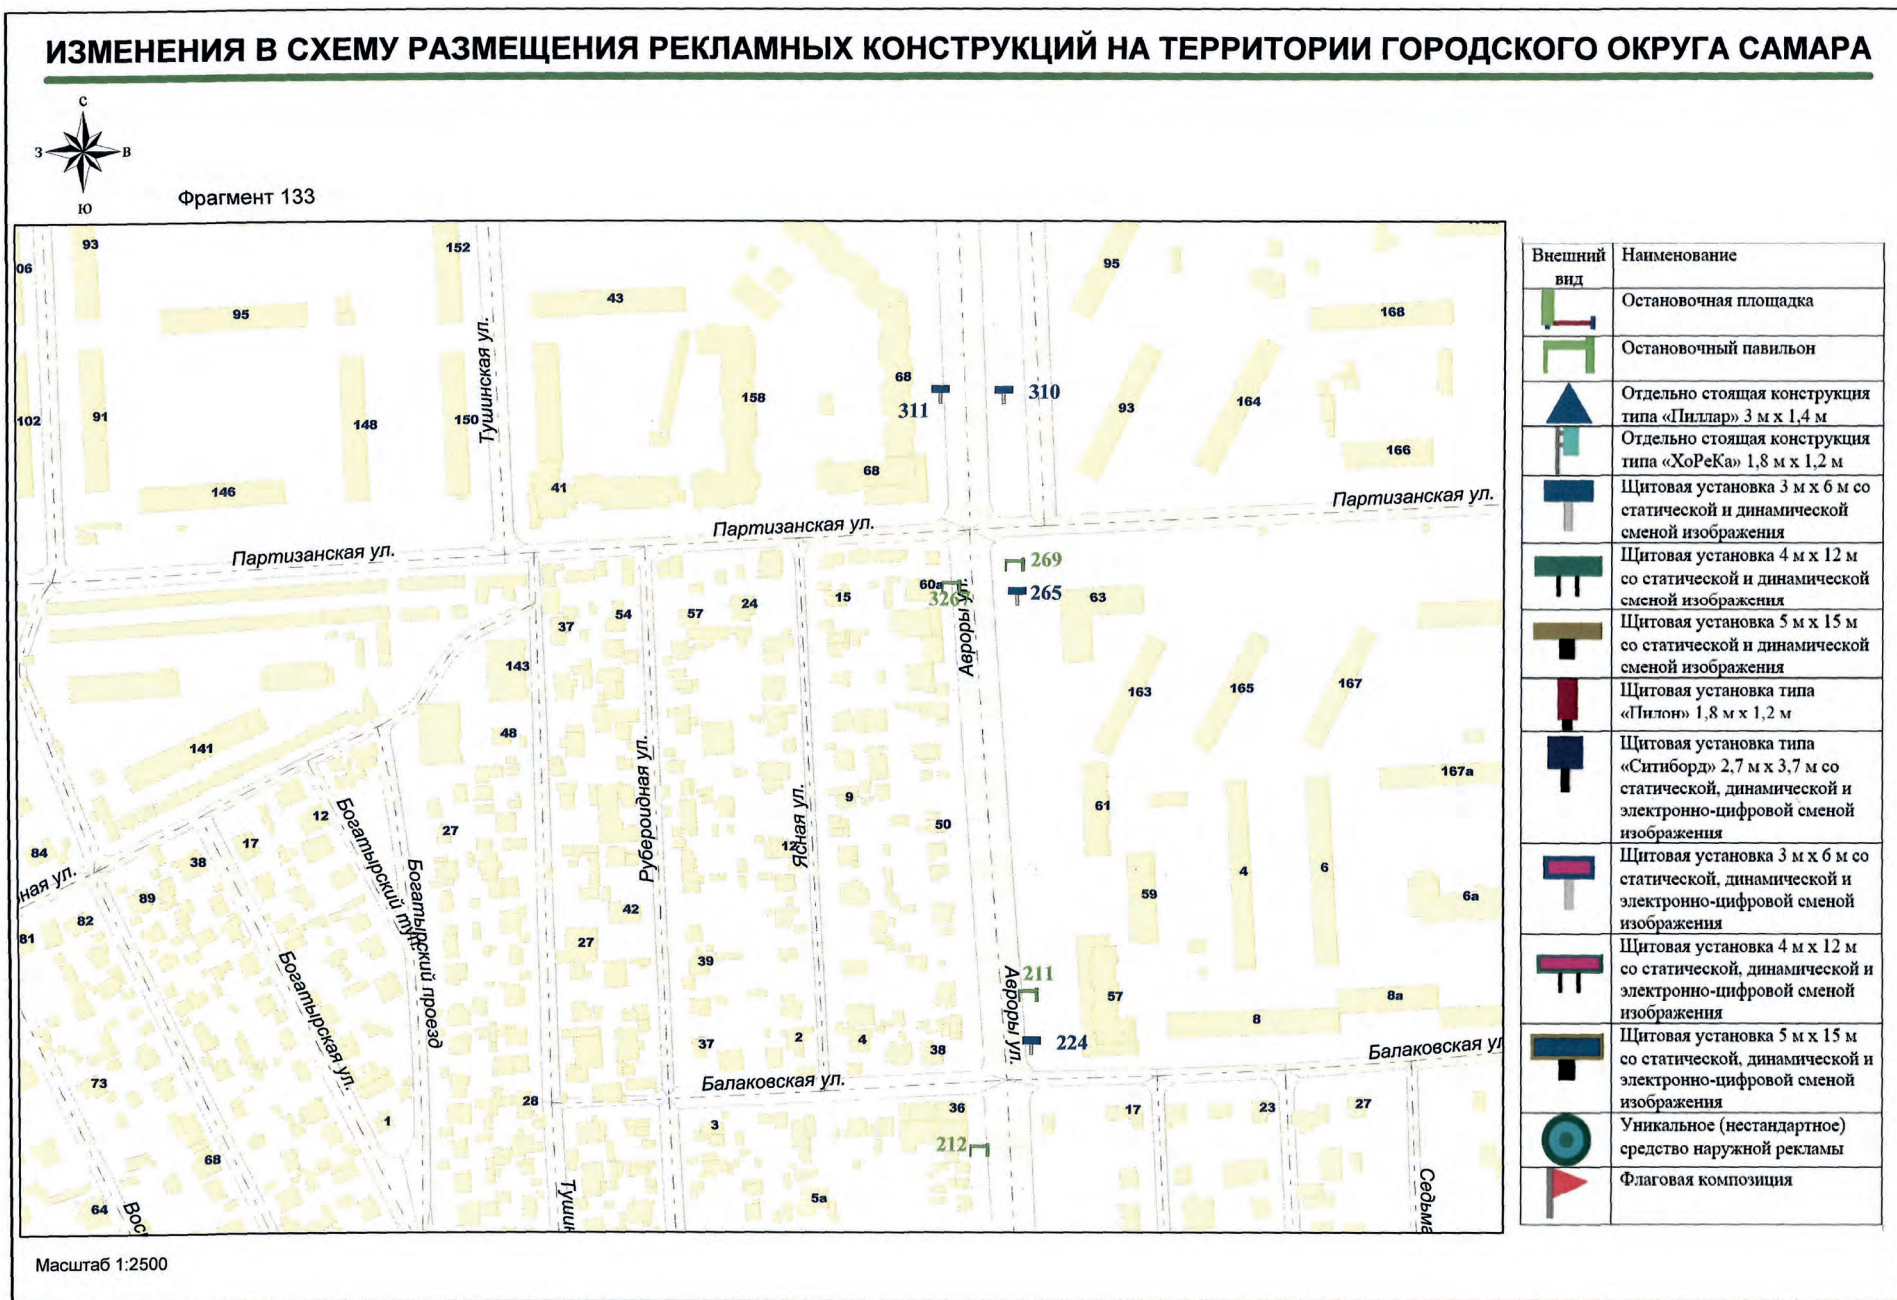 ИЗМЕНЕНИЯ В СХЕМУ РАЗМЕЩЕНИЯ РЕКЛАМНЫХ КОНСТРУКЦИЙ НА ТЕРРИТОРИИ ГОРОДСКОГО ОКРУГА САМАРА
С
З В
Ю
Фрагмент 133
93
152
06
95
43
95
168
Тушинская ул.
68
311
310
102
91
148
150
158
93
164
68
166
146
41
Партизанская ул.
Партизанская ул.
Партизанская ул.
269
60а
265
37
54
57
24
15
63
Авроры ул.
143
163
165
167
48
141
Рубероидная ул.
Ясная ул.
167а
12
9
61
17
27
50
84
38
12
Богатырский туп.
Богатырский проезд
ная ул.
89
42
59
4
6
6а
82
81
27
Богатырская ул.
39
211
Авроры ул.
57
8а
8
37
2
4
38
224
Балаковская ул.
Балаковская ул
73
28
1
3
36
17
23
27
212
68
5а
64
Вос
Тушин
Седьма
Масштаб 1:2500
Внешний вид
Наименование
Остановочная площадка
Остановочный павильон
Отдельно стоящая конструкция
типа «Пиллар» 3 м х 1,4 м
Отдельно стоящая конструкция
типа «ХоРеКа» 1,8 м х 1,2 м
Щитовая установка 3 м х 6 м со
статической и динамической
сменой изображения
Щитовая установка 4 м х 12 м
со статической и динамической
сменой изображения
Щитовая установка 5 м х 15 м
со статической и динамической
сменой изображения
Щитовая установка типа
«Пилон» 1,8 м х 1,2 м
Щитовая установка типа
«Ситиборд» 2,7 м х 3,7 м со
статической, динамической и
электронно-цифровой сменой
изображения
Щитовая установка 3 м х 6 м со
статической, динамической и
электронно-цифровой сменой
изображения
Щитовая установка 4 м х 12 м
со статической, динамической и
электронно-цифровой сменой
изображения
Щитовая установка 5 м х 15 м
со статической, динамической и
электронно-цифровой сменой
изображения
Уникальное (нестандартное)
средство наружной рекламы
Флаговая композиция